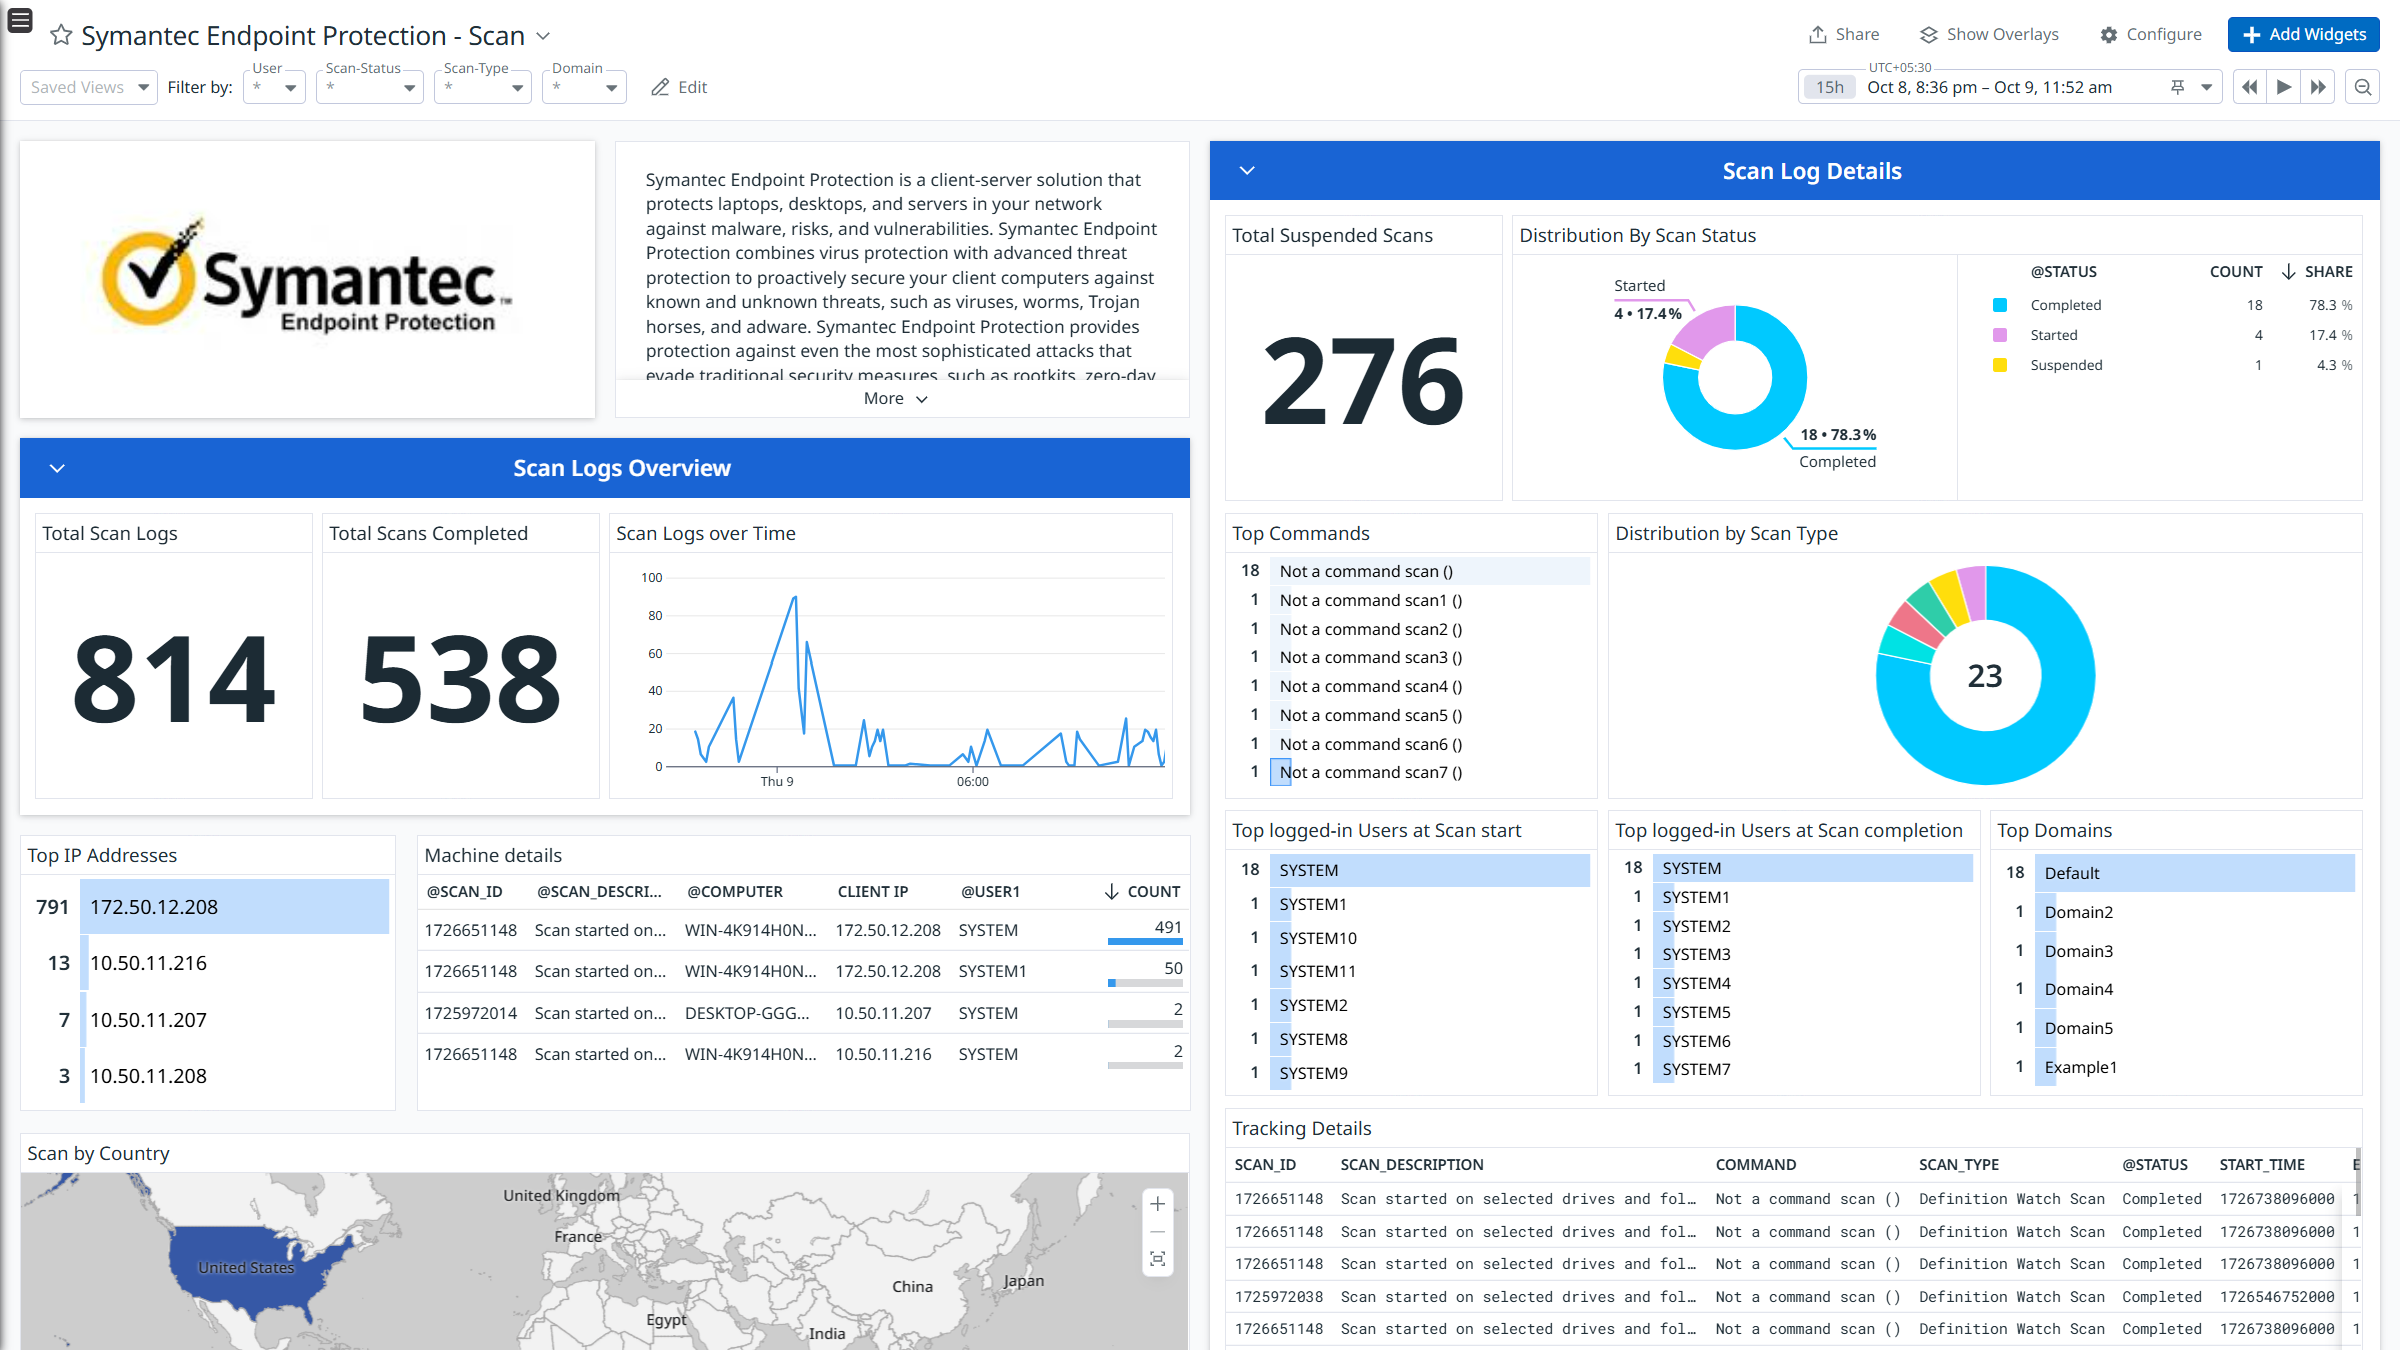 Symantec Endpoint Protection - Scan
Share
Show Overlays
Configure
Add Widgets
Saved Views
Filter by:
User
*
Scan-Status
*
Scan-Type
*
Domain
*
Edit
UTC+05:30
15h
Oct 8, 8:36 pm – Oct 9, 11:52 am
Symantec™
Endpoint Protection
Symantec Endpoint Protection is a client-server solution that
protects laptops, desktops, and servers in your network
against malware, risks, and vulnerabilities. Symantec Endpoint
Protection combines virus protection with advanced threat
protection to proactively secure your client computers against
known and unknown threats, such as viruses, worms, Trojan
horses, and adware. Symantec Endpoint Protection provides
protection against even the most sophisticated attacks that
evade traditional security measures, such as rootkits, zero-day
More
Scan Logs Overview
Total Scan Logs
814
Total Scans Completed
538
Scan Logs over Time
100
80
60
40
20
0
Thu 9
06:00
Top IP Addresses
791 172.50.12.208
13 10.50.11.216
7 10.50.11.207
3 10.50.11.208
Machine details
@SCAN_ID @SCAN_DESCRI... @COMPUTER CLIENT IP @USER1 COUNT
1726651148 Scan started on... WIN-4K914H0N... 172.50.12.208 SYSTEM 491
1726651148 Scan started on... WIN-4K914H0N... 172.50.12.208 SYSTEM1 50
1725972014 Scan started on... DESKTOP-GGG... 10.50.11.207 SYSTEM 2
1726651148 Scan started on... WIN-4K914H0N... 10.50.11.216 SYSTEM 2
Scan by Country
United Kingdom
France
United States
China
Japan
Egypt
India
Scan Log Details
Total Suspended Scans
276
Distribution By Scan Status
Started
4 • 17.4%
18 • 78.3%
Completed
@STATUS COUNT SHARE
Completed 18 78.3 %
Started 4 17.4 %
Suspended 1 4.3 %
Top Commands
18 Not a command scan ()
1 Not a command scan1 ()
1 Not a command scan2 ()
1 Not a command scan3 ()
1 Not a command scan4 ()
1 Not a command scan5 ()
1 Not a command scan6 ()
1 Not a command scan7 ()
Distribution by Scan Type
23
Top logged-in Users at Scan start
18 SYSTEM
1 SYSTEM1
1 SYSTEM10
1 SYSTEM11
1 SYSTEM2
1 SYSTEM8
1 SYSTEM9
Top logged-in Users at Scan completion
18 SYSTEM
1 SYSTEM1
1 SYSTEM2
1 SYSTEM3
1 SYSTEM4
1 SYSTEM5
1 SYSTEM6
1 SYSTEM7
Top Domains
18 Default
1 Domain2
1 Domain3
1 Domain4
1 Domain5
1 Example1
Tracking Details
SCAN_ID SCAN_DESCRIPTION COMMAND SCAN_TYPE @STATUS START_TIME E
1726651148 Scan started on selected drives and fol… Not a command scan () Definition Watch Scan Completed 1726738096000 1
1726651148 Scan started on selected drives and fol… Not a command scan () Definition Watch Scan Completed 1726738096000 1
1726651148 Scan started on selected drives and fol… Not a command scan () Definition Watch Scan Completed 1726738096000 1
1725972038 Scan started on selected drives and fol… Not a command scan () Definition Watch Scan Completed 1726546752000 1
1726651148 Scan started on selected drives and fol… Not a command scan () Definition Watch Scan Completed 1726738096000 1